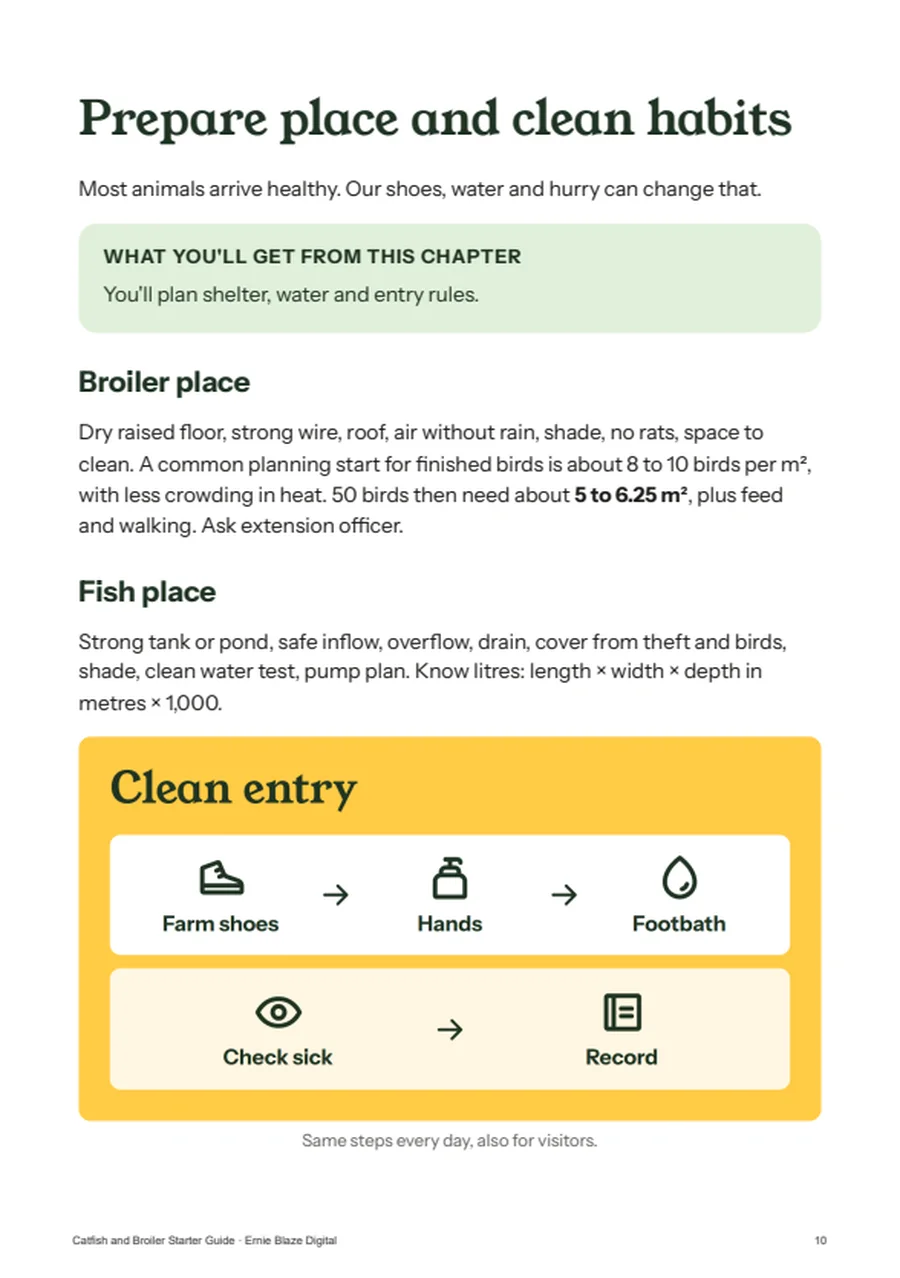 Prepare place and clean habits
Most animals arrive healthy. Our shoes, water and hurry can change that.
WHAT YOU'LL GET FROM THIS CHAPTER
You'll plan shelter, water and entry rules.
Broiler place
Dry raised floor, strong wire, roof, air without rain, shade, no rats, space to
clean. A common planning start for finished birds is about 8 to 10 birds per m²,
with less crowding in heat. 50 birds then need about 5 to 6.25 m², plus feed
and walking. Ask extension officer.
Fish place
Strong tank or pond, safe inflow, overflow, drain, cover from theft and birds,
shade, clean water test, pump plan. Know litres: length × width × depth in
metres × 1,000.
Clean entry
Farm shoes → Hands → Footbath
Check sick → Record
Same steps every day, also for visitors.
Catfish and Broiler Starter Guide · Ernie Blaze Digital 10